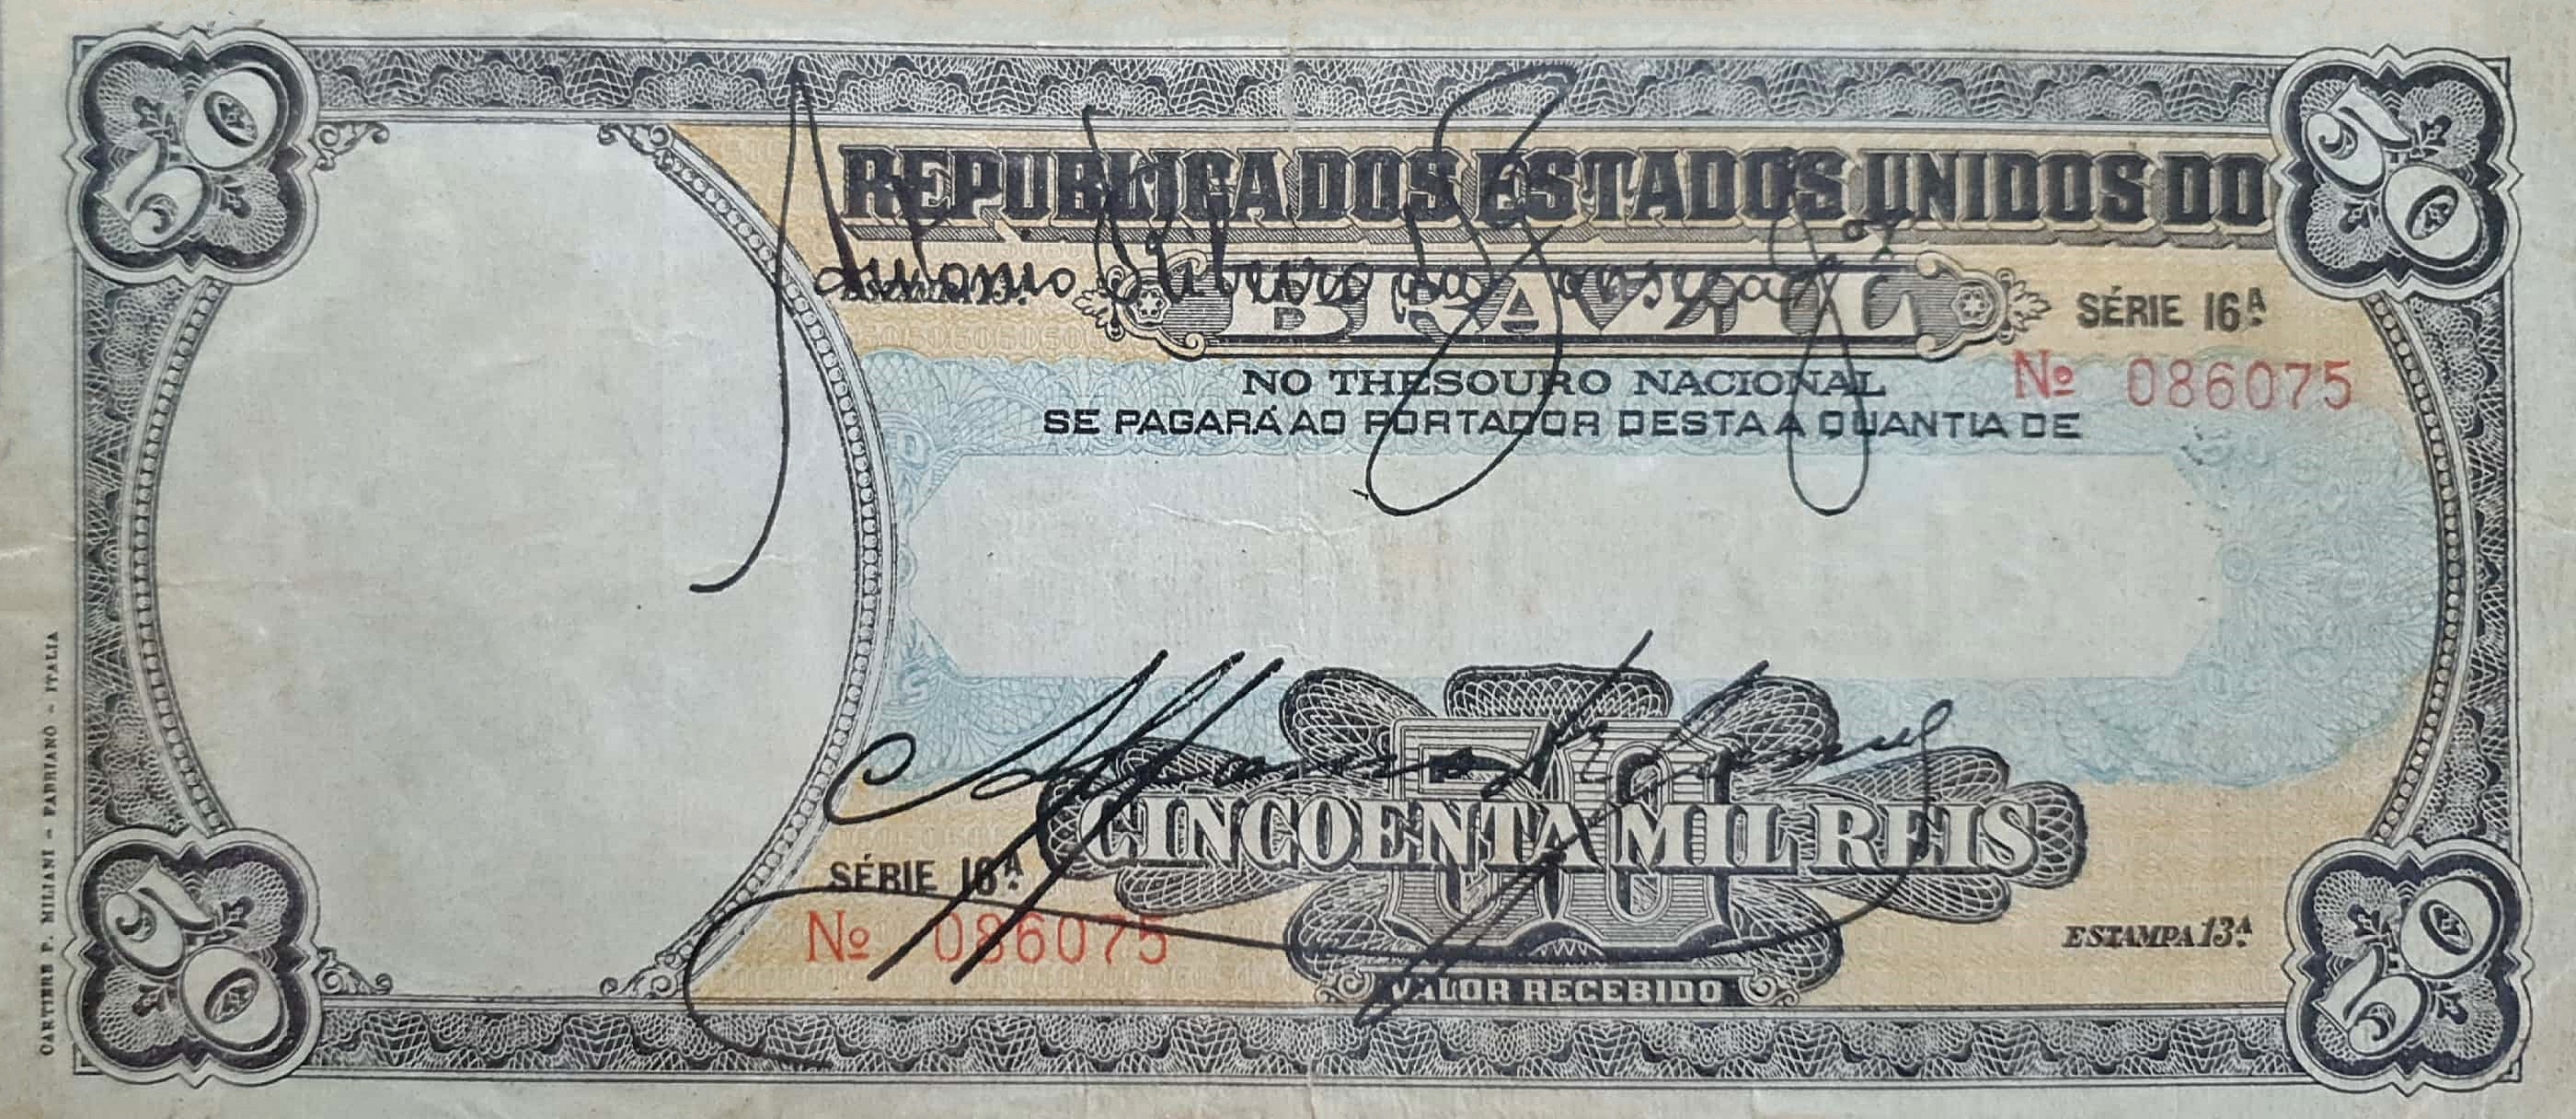 50
50
REPUBLICA DOS ESTADOS UNIDOS DO
BRAZIL
SÉRIE 16A
No 086075
NO THESOURO NACIONAL
SE PAGARÁ AO PORTADOR DESTA A QUANTIA DE
50
CINCOENTA MIL REIS
SÉRIE 16A
No 086075
ESTAMPA 13A
VALOR RECEBIDO
50
50
CARTIERE P. MILIANI - FABRIANO - ITALIA